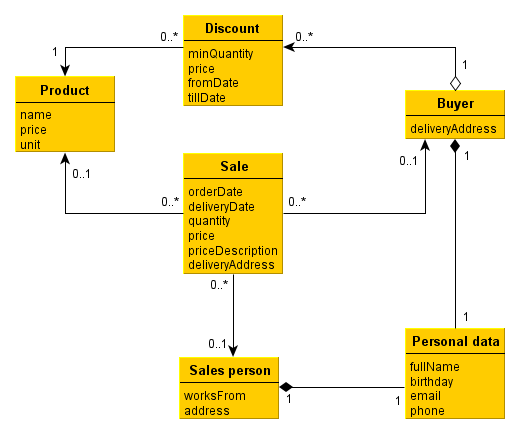 Discount
minQuantity
price
fromDate
tillDate
0..*
1
0..*
1
Product
name
price
unit
Buyer
deliveryAddress
0..1
0..*
Sale
orderDate
deliveryDate
quantity
price
priceDescription
deliveryAddress
0..*
0..1
1
0..*
0..1
1
Sales person
worksFrom
address
1
1
Personal data
fullName
birthday
email
phone